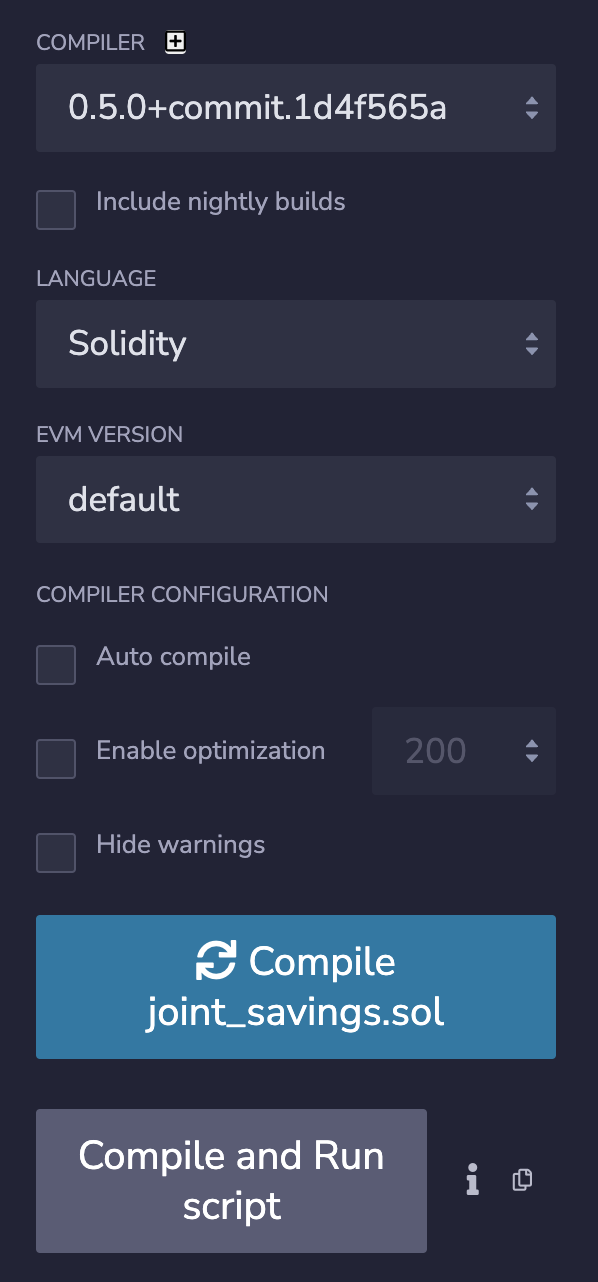 COMPILER
0.5.0+commit.1d4f565a
Include nightly builds
LANGUAGE
Solidity
EVM VERSION
default
COMPILER CONFIGURATION
Auto compile
Enable optimization 200
Hide warnings
Compile
joint_savings.sol
Compile and Run
script